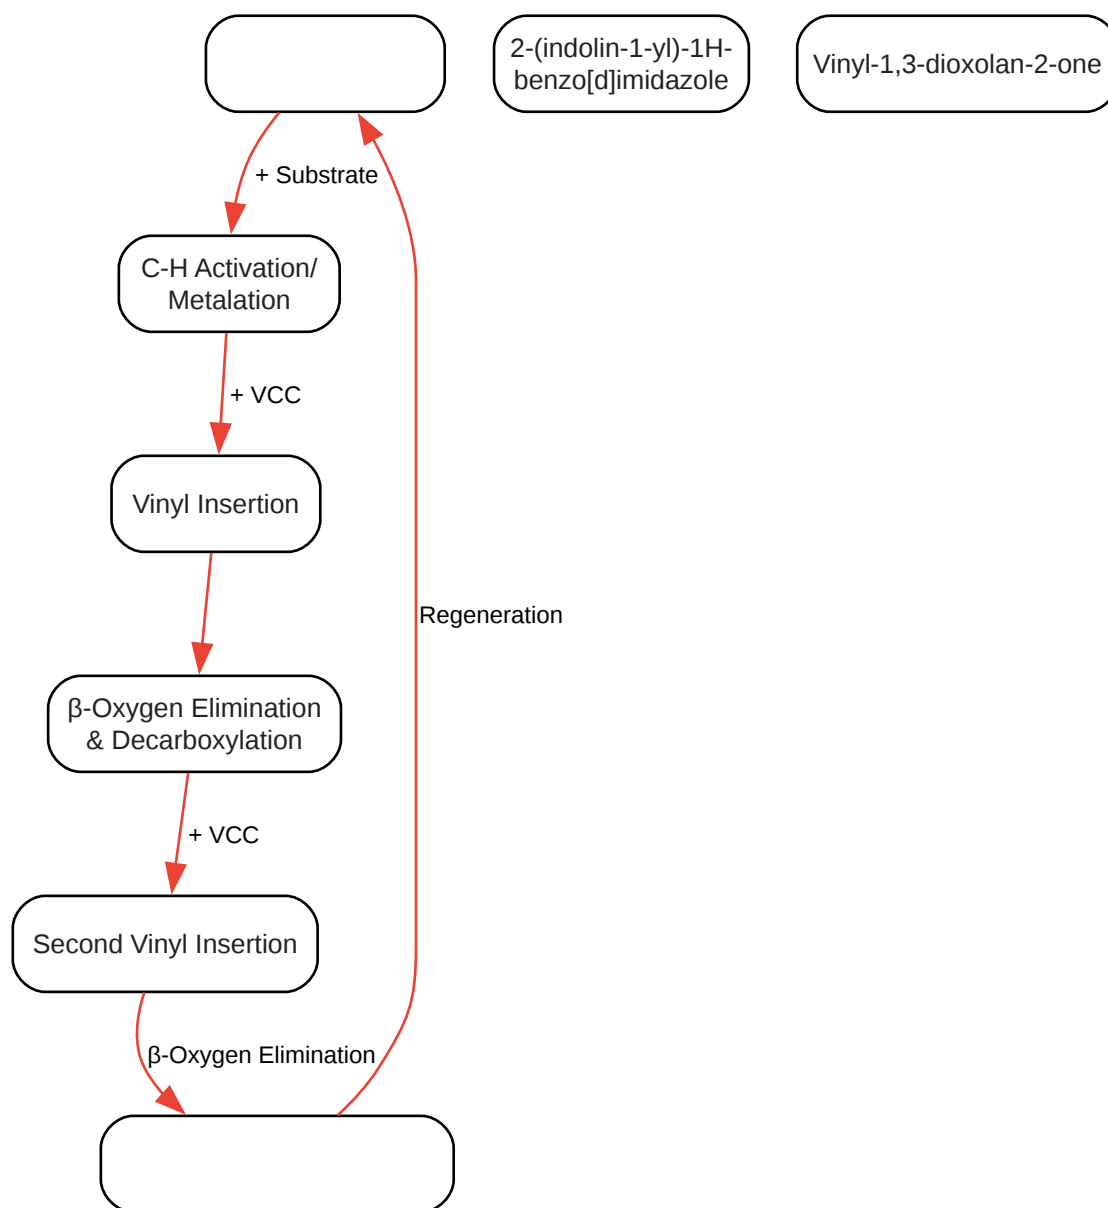 2-(indolin-1-yl)-1H-
benzo[d]imidazole
Vinyl-1,3-dioxolan-2-one
+ Substrate
C-H Activation/
Metalation
+ VCC
Vinyl Insertion
Regeneration
β-Oxygen Elimination
& Decarboxylation
+ VCC
Second Vinyl Insertion
β-Oxygen Elimination